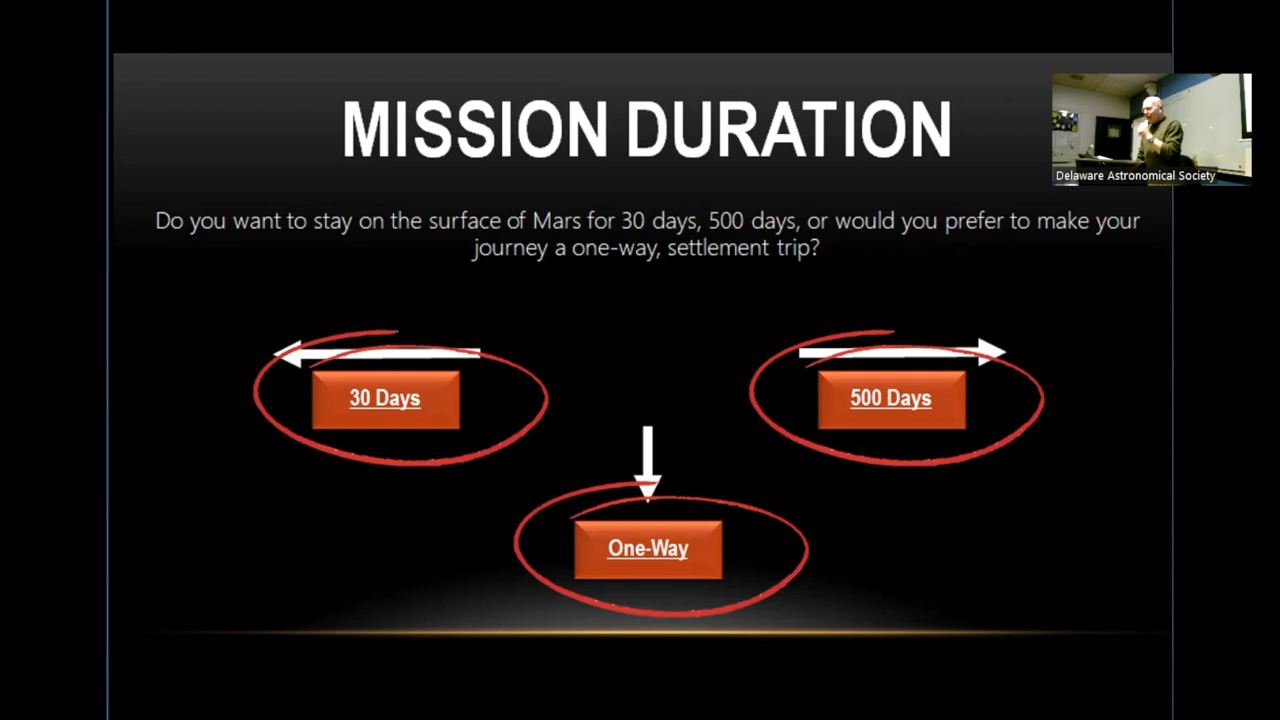 MISSION DURATION
Delaware Astronomical Society
Do you want to stay on the surface of Mars for 30 days, 500 days, or would you prefer to make your
journey a one-way, settlement trip?
30 Days
500 Days
One-Way